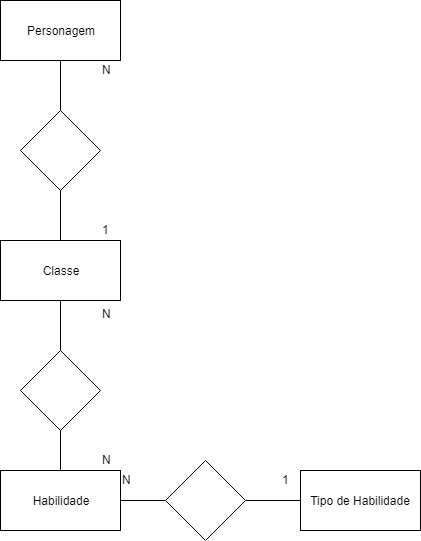 Personagem
N
1
Classe
N
N
N
1
Habilidade
Tipo de Habilidade